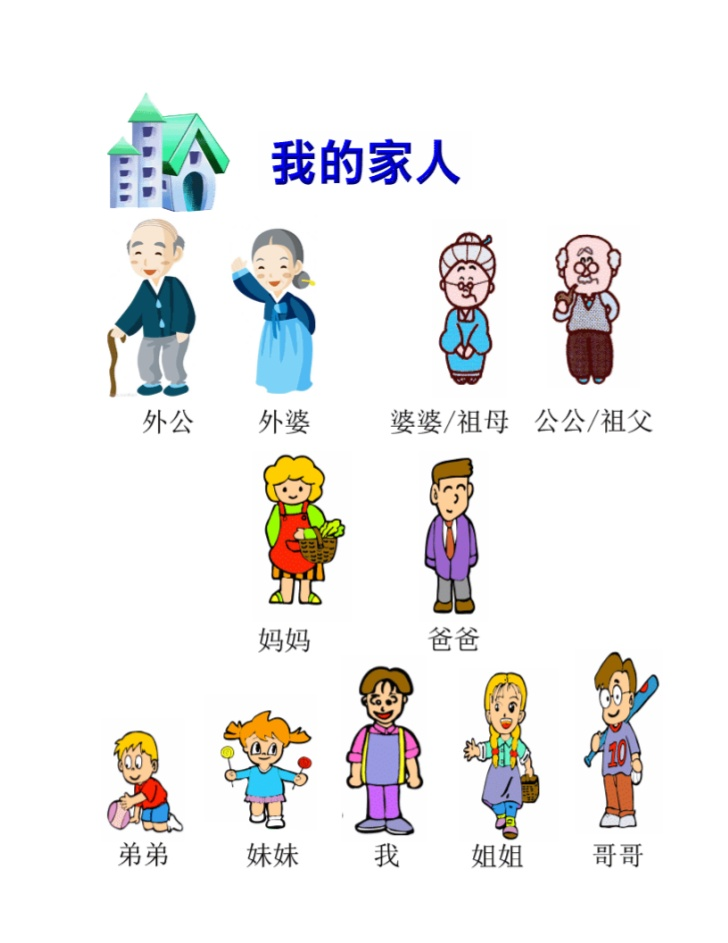 我的家人
外公 外婆 婆婆/祖母 公公/祖父
妈妈 爸爸
10
弟弟 妹妹 我 姐姐 哥哥